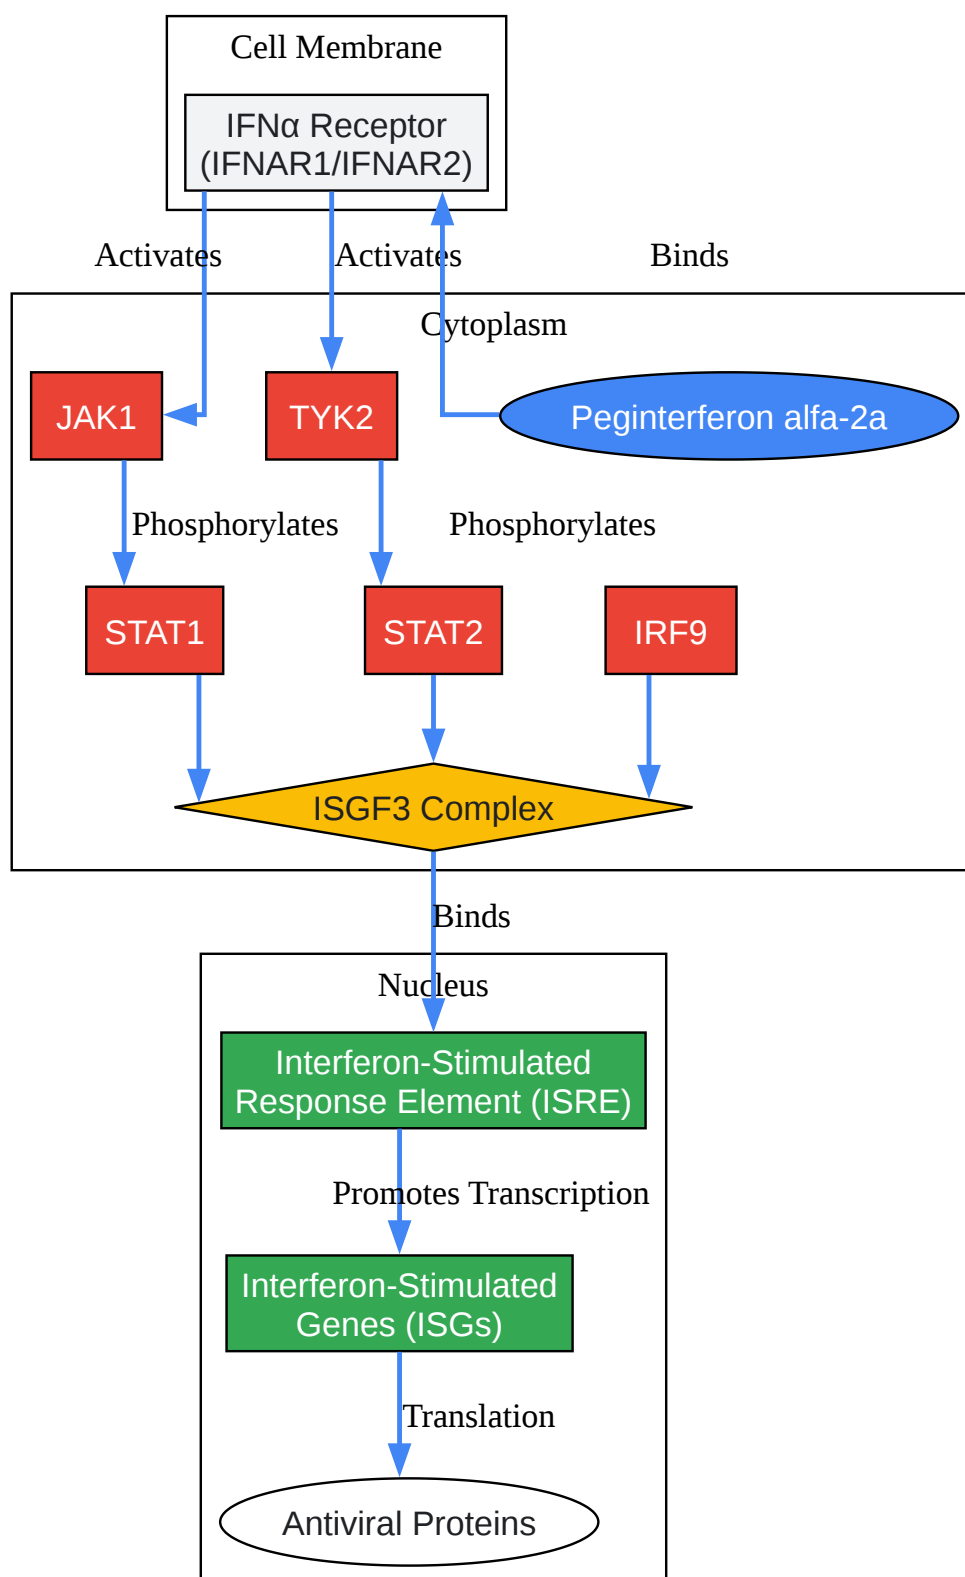 Cell Membrane
IFNα Receptor
(IFNAR1/IFNAR2)
Activates
Activates
Binds
Cytoplasm
JAK1
TYK2
Peginterferon alfa-2a
Phosphorylates
Phosphorylates
STAT1
STAT2
IRF9
ISGF3 Complex
Binds
Nucleus
Interferon-Stimulated
Response Element (ISRE)
Promotes Transcription
Interferon-Stimulated
Genes (ISGs)
Translation
Antiviral Proteins